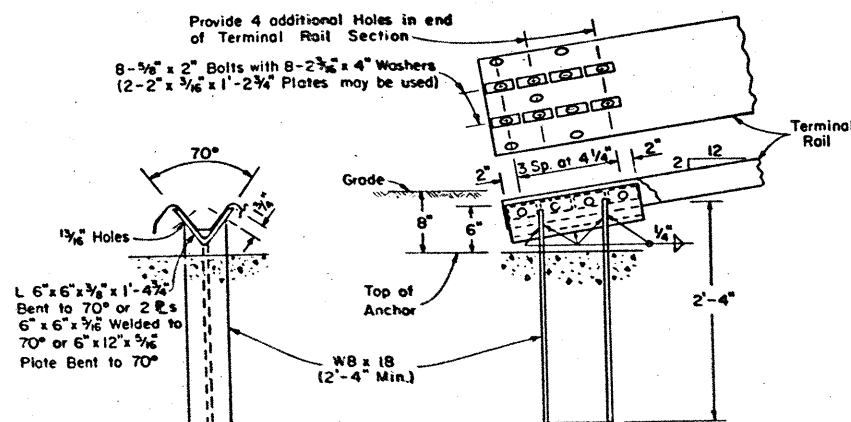 Provide 4 additional Holes in end
of Terminal Rail Section
8-5/8" x 2" Bolts with 8-2 3/16" x 4" Washers
(2-2" x 3/16" x 1'-2 3/4" Plates may be used)
Terminal
Rail
70°
12
2
2"
3 Sp. at 4 1/4"
2"
Grade
8"
6"
1 3/4"
13/16" Holes
1/4"
L 6" x 6" x 3/8" x 1'-4 3/4"
Bent to 70° or 2 ℄s
6" x 6" x 5/16" Welded to
70° or 6" x 12" x 5/16"
Plate Bent to 70°
Top of
Anchor
2'-4"
W8 x 18
(2'-4" Min.)